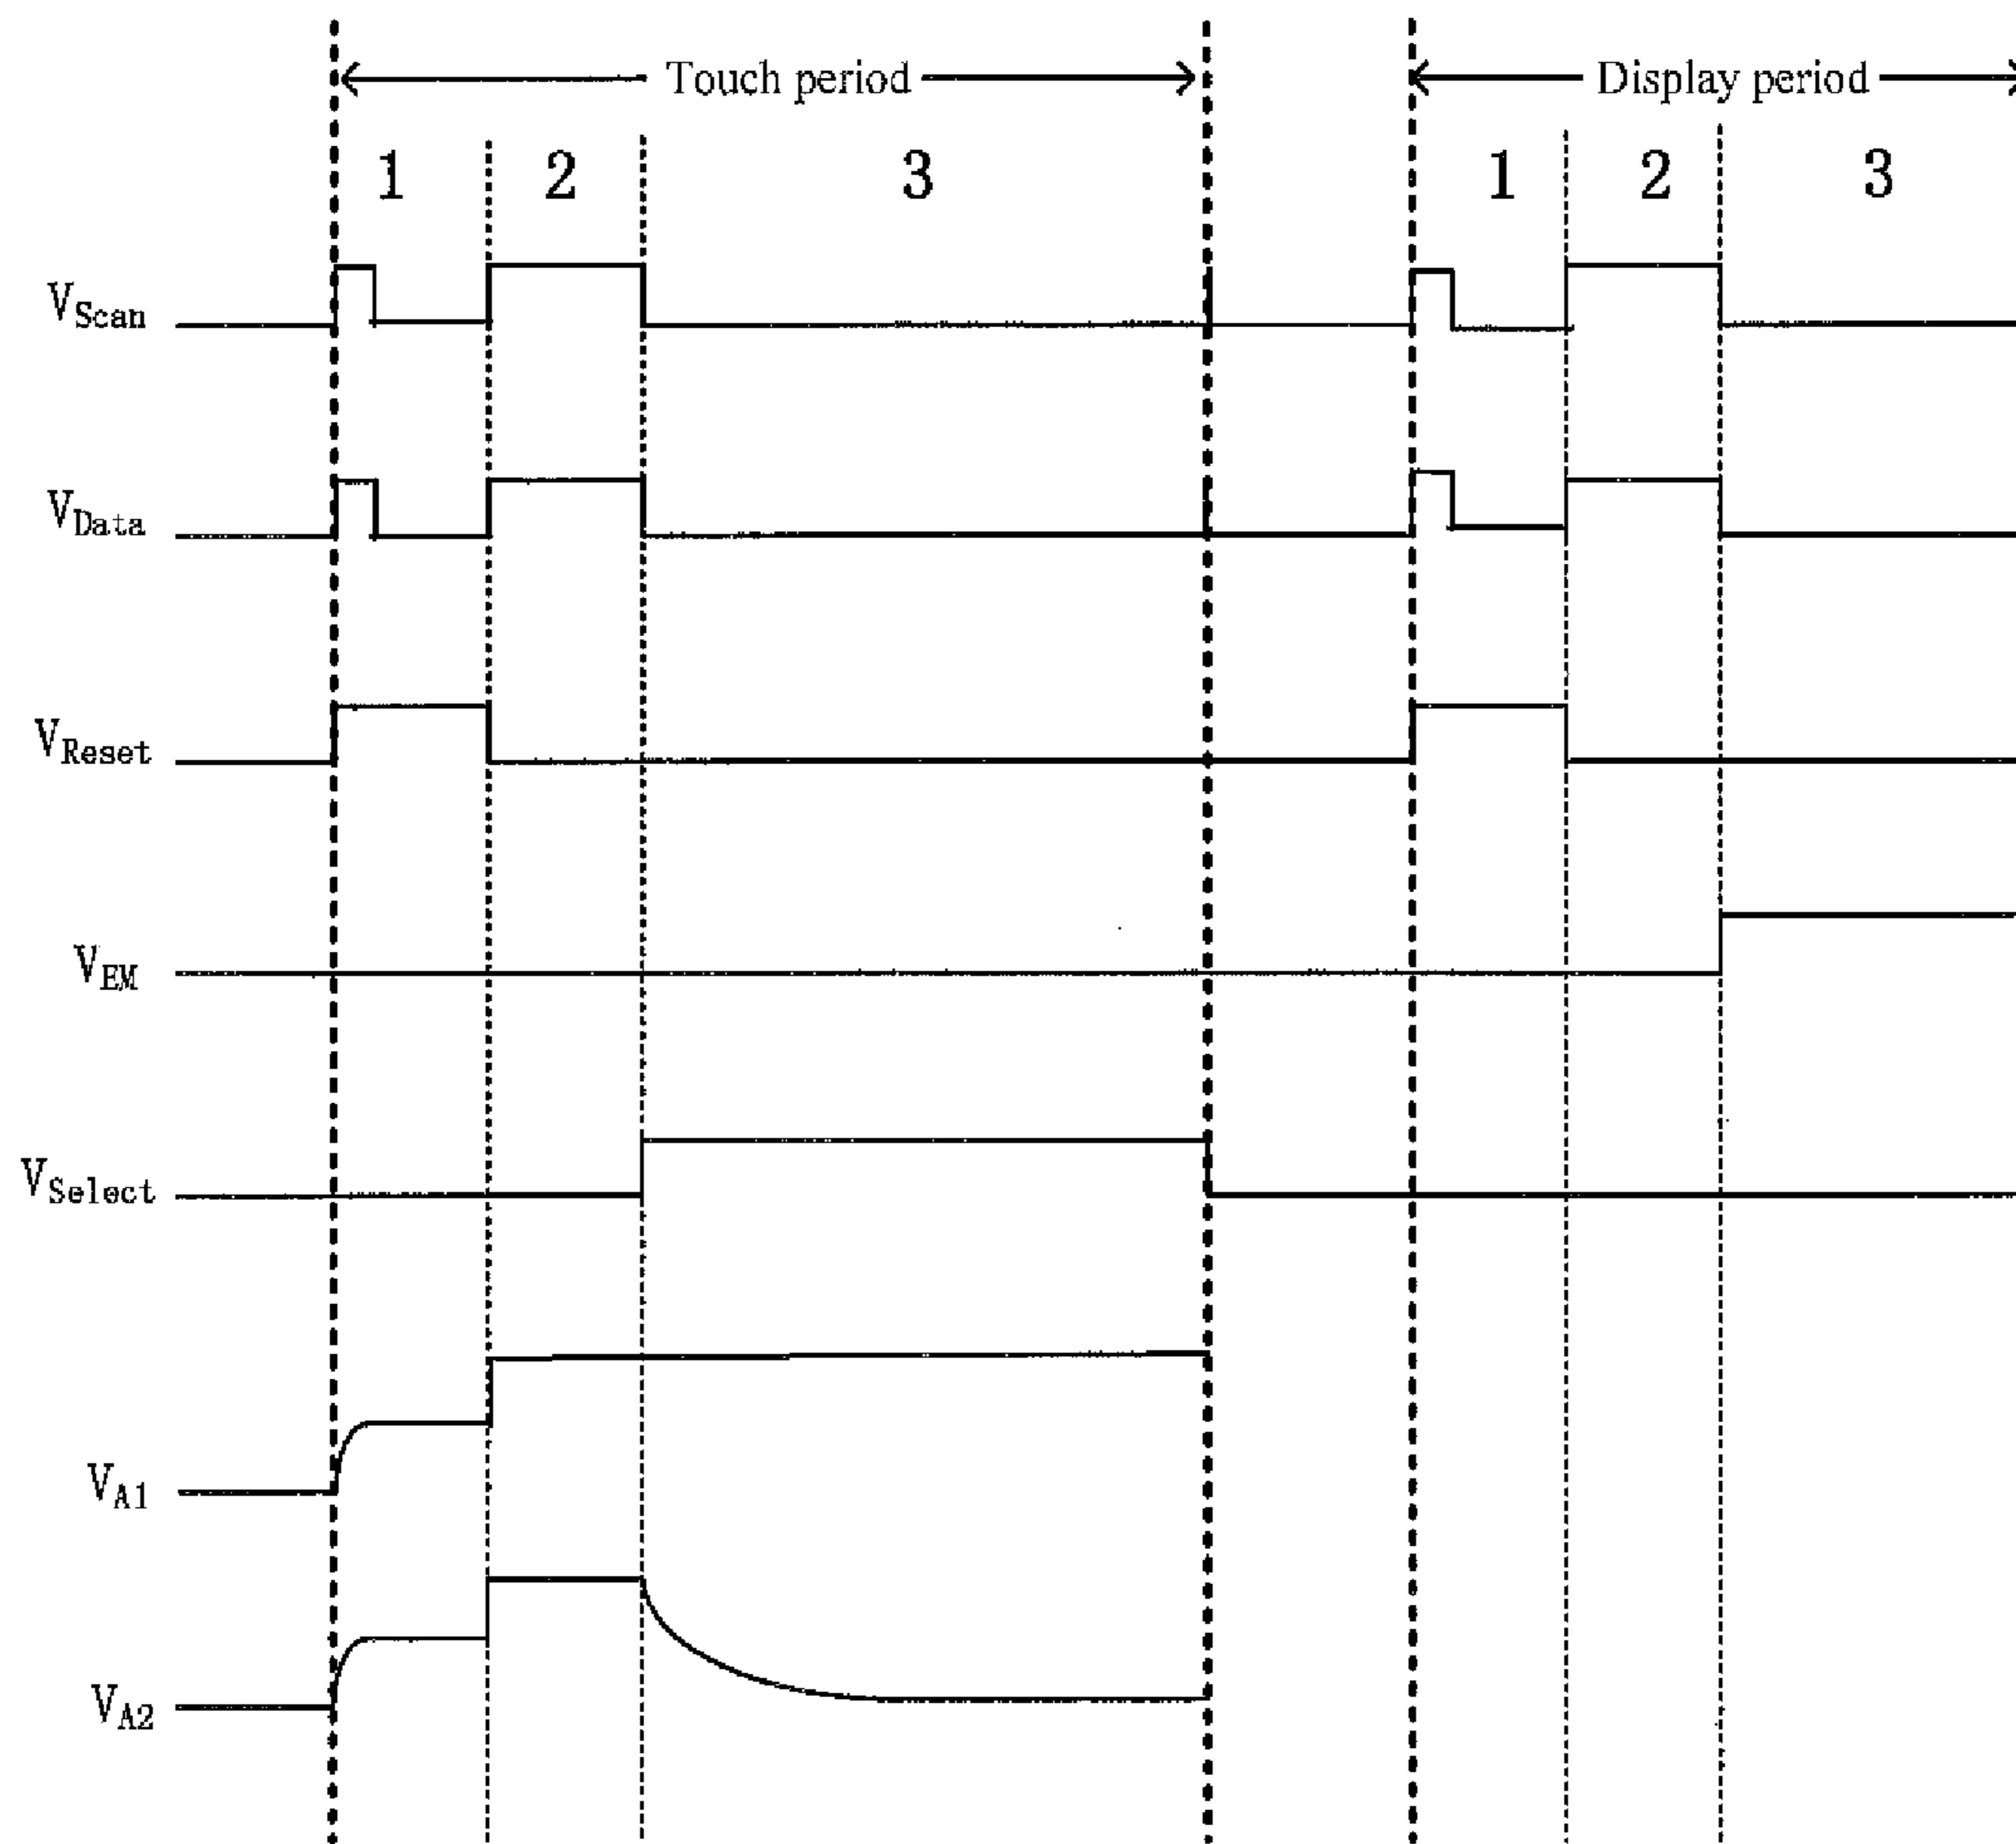 Touch period Display period
1 2 3 1 2 3
VScan
VData
VReset
VEM
VSelect
VA1
VA2